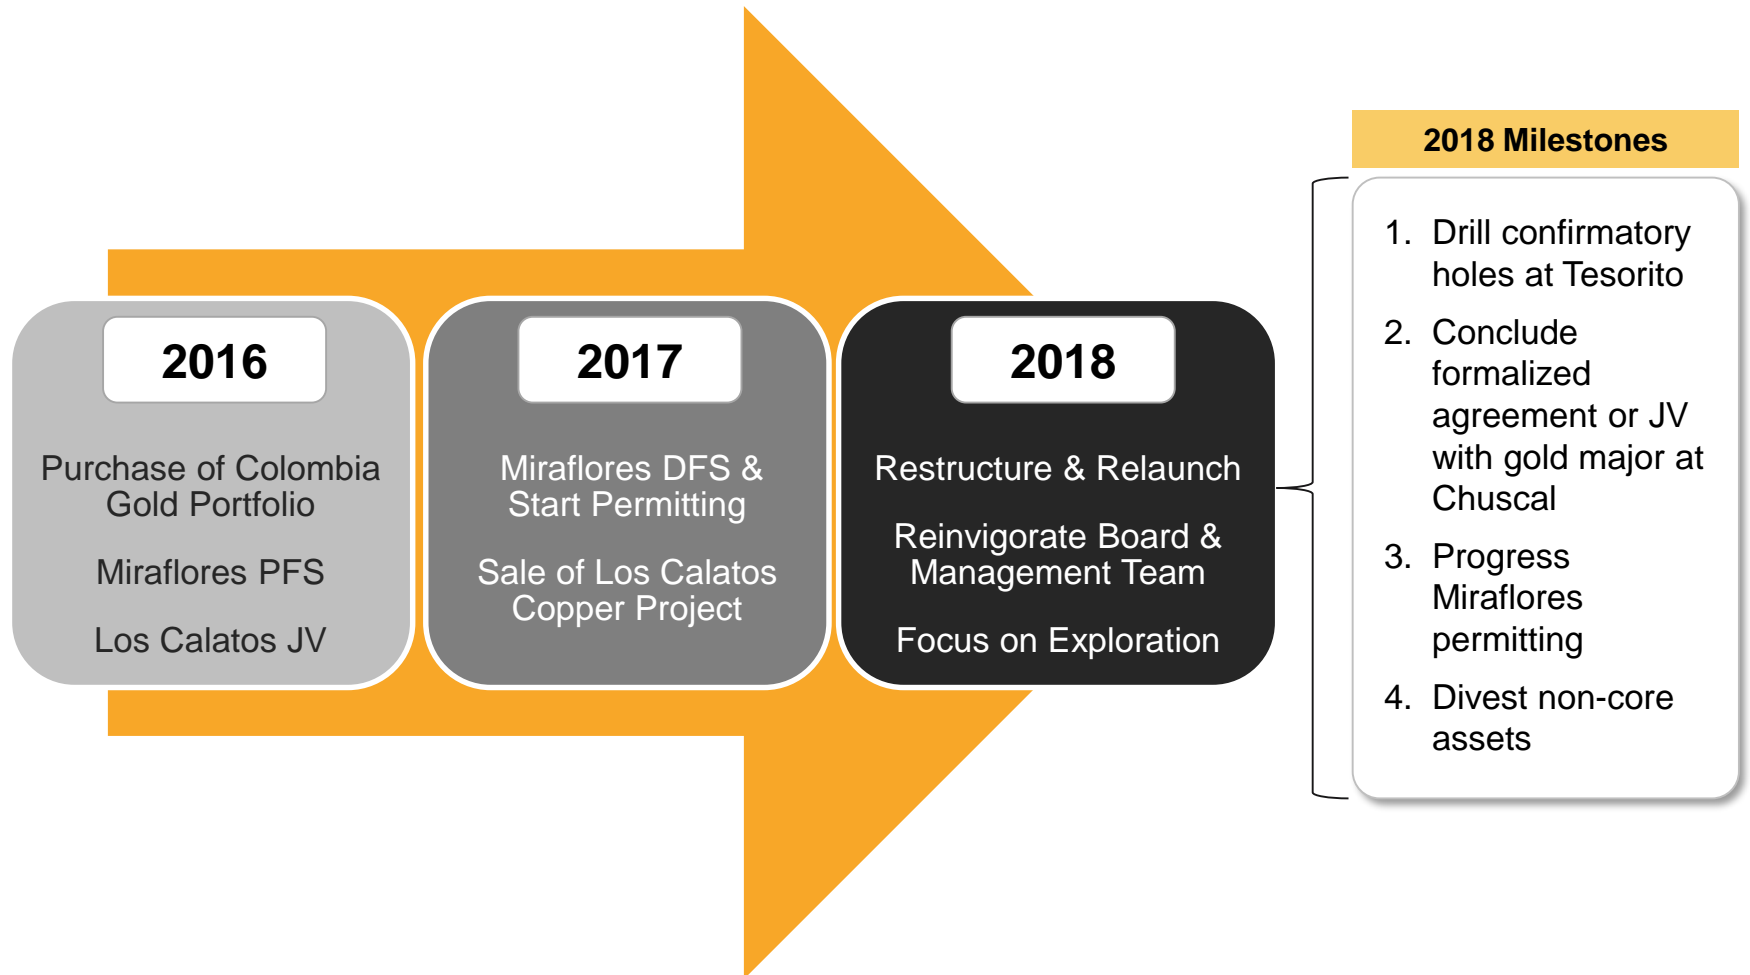 2016
Purchase of Colombia
Gold Portfolio
Miraflores PFS
Los Calatos JV
2017
Miraflores DFS &
Start Permitting
Sale of Los Calatos
Copper Project
2018
Restructure & Relaunch
Reinvigorate Board &
Management Team
Focus on Exploration
2018 Milestones
1. Drill confirmatory
holes at Tesorito
2. Conclude
formalized
agreement or JV
with gold major at
Chuscal
3. Progress
Miraflores
permitting
4. Divest non-core
assets